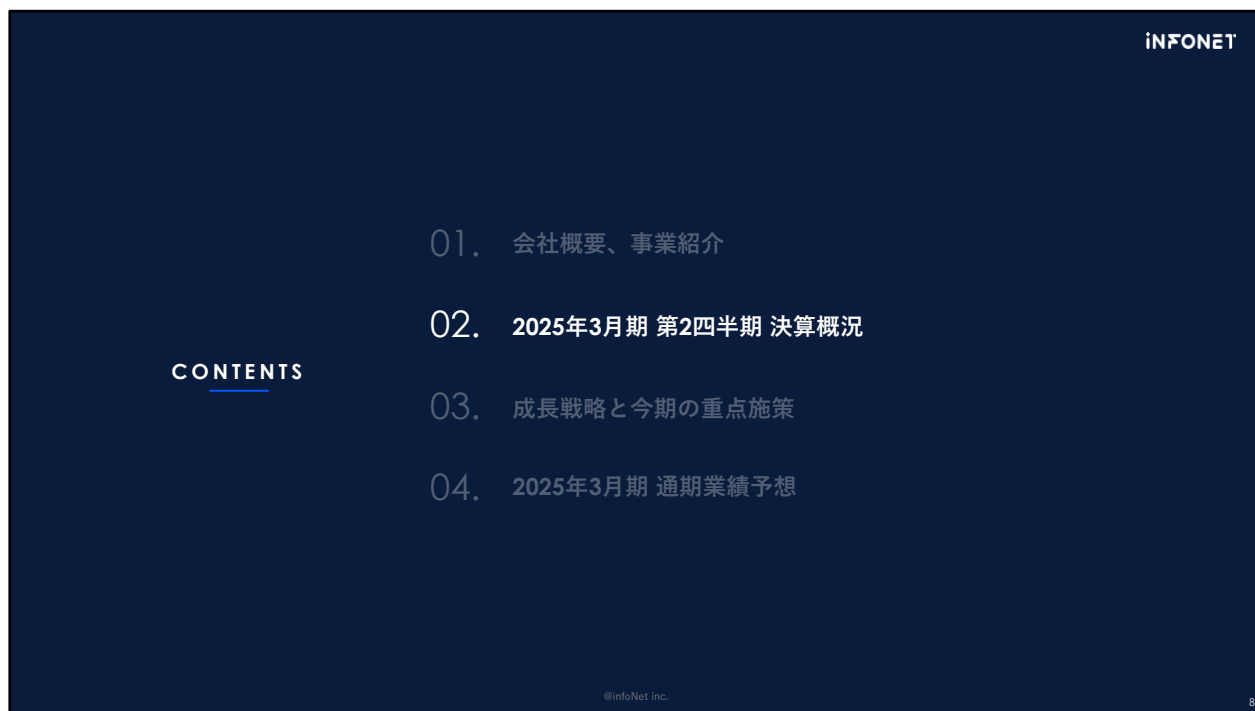 iNFONET
01. 会社概要、事業紹介
02. 2025年3月期 第2四半期 決算概況
CONTENTS
03. 成長戦略と今期の重点施策
04. 2025年3月期 通期業績予想
@infoNet inc.
8